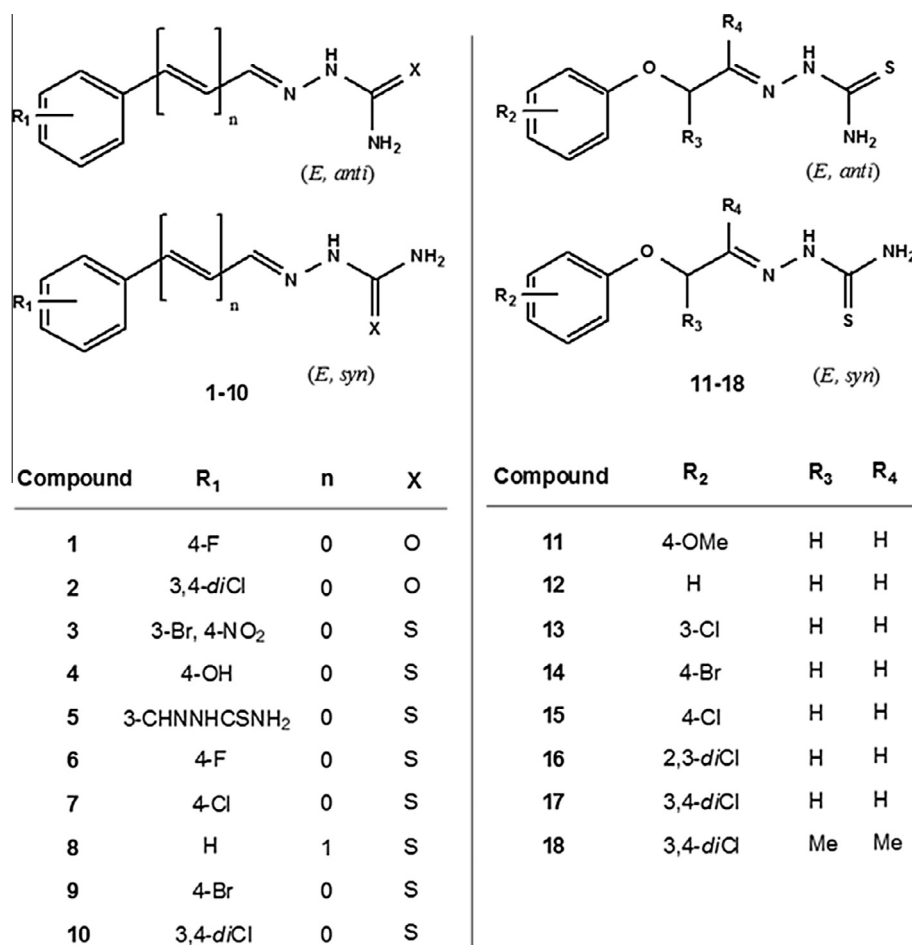 R1 [ ]n N H N X NH2
(E, anti)
R1 [ ]n N H N NH2 X
(E, syn)
1-10
R2 O R3 R4 N H N S NH2
(E, anti)
R2 O R3 R4 N H N NH2 S
(E, syn)
11-18
Compound R1 n X
1 4-F 0 O
2 3,4-diCl 0 O
3 3-Br, 4-NO2 0 S
4 4-OH 0 S
5 3-CHNNHCSNH2 0 S
6 4-F 0 S
7 4-Cl 0 S
8 H 1 S
9 4-Br 0 S
10 3,4-diCl 0 S
Compound R2 R3 R4
11 4-OMe H H
12 H H H
13 3-Cl H H
14 4-Br H H
15 4-Cl H H
16 2,3-diCl H H
17 3,4-diCl H H
18 3,4-diCl Me Me